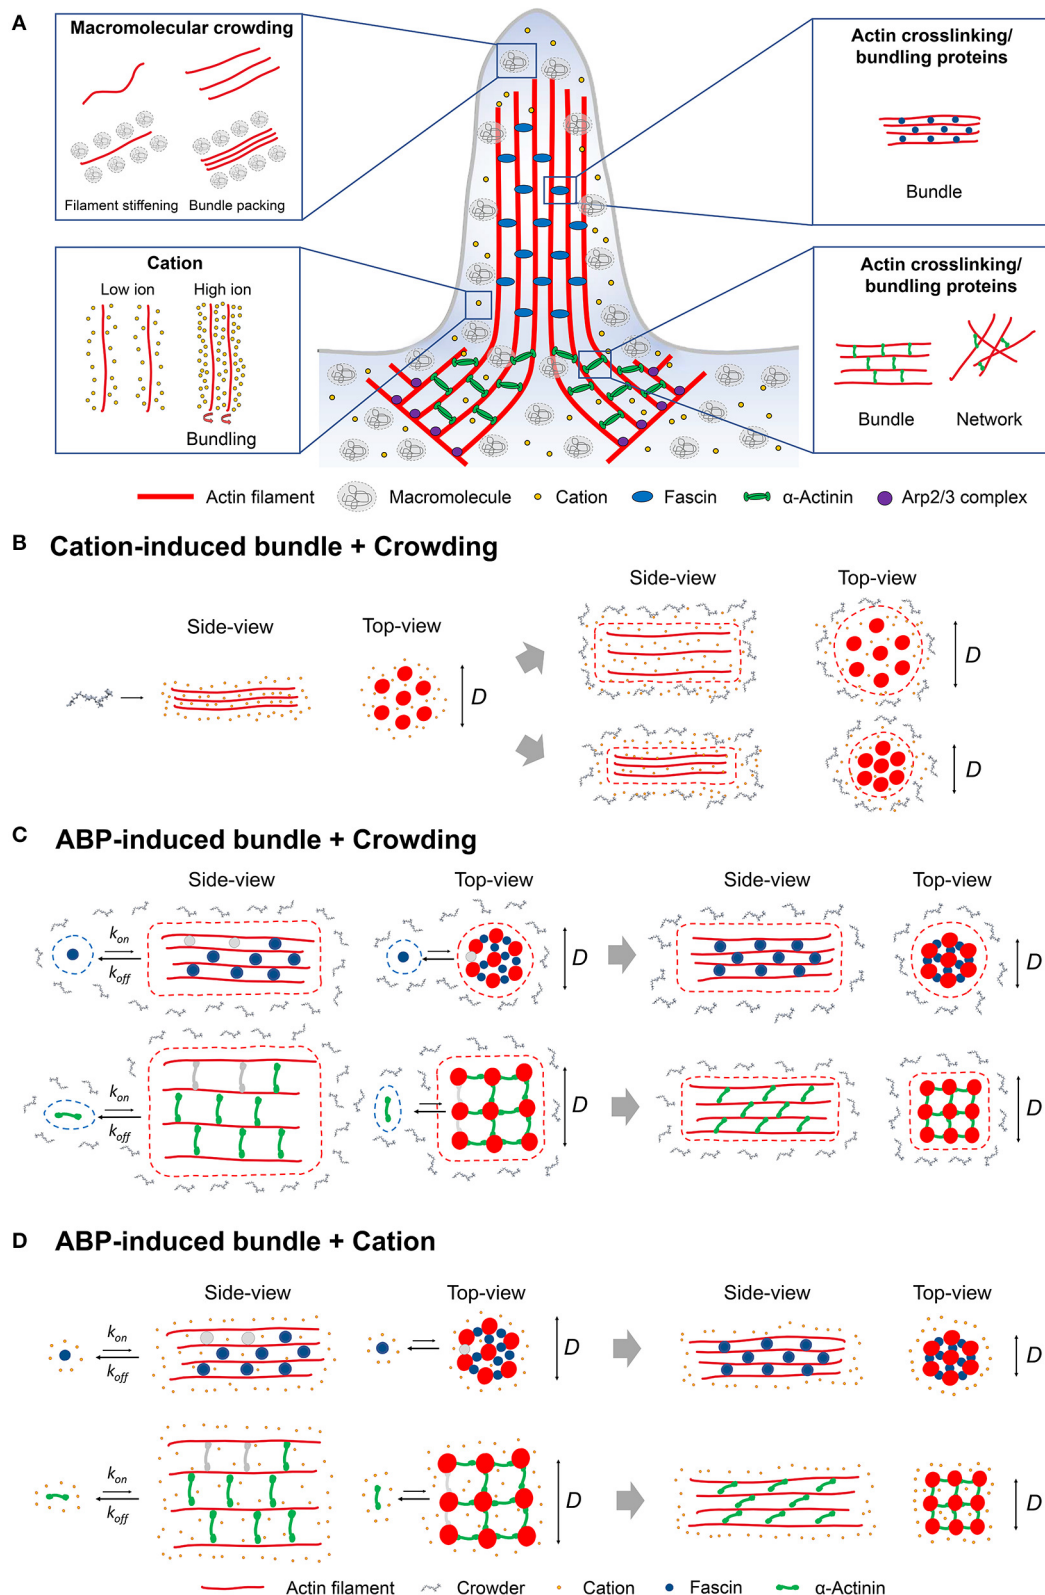 A
Macromolecular crowding
Filament stiffening Bundle packing
Actin crosslinking/
bundling proteins
Bundle
Cation
Low ion High ion
Bundling
Actin crosslinking/
bundling proteins
Bundle Network
Actin filament Macromolecule Cation Fascin α-Actinin Arp2/3 complex
B Cation-induced bundle + Crowding
Side-view Top-view
Side-view Top-view
D
D
D
C ABP-induced bundle + Crowding
Side-view Top-view Side-view Top-view
kon
koff
D
D
kon
koff
D
D
D ABP-induced bundle + Cation
Side-view Top-view Side-view Top-view
kon
koff
D
D
kon
koff
D
D
Actin filament Crowder Cation Fascin α-Actinin